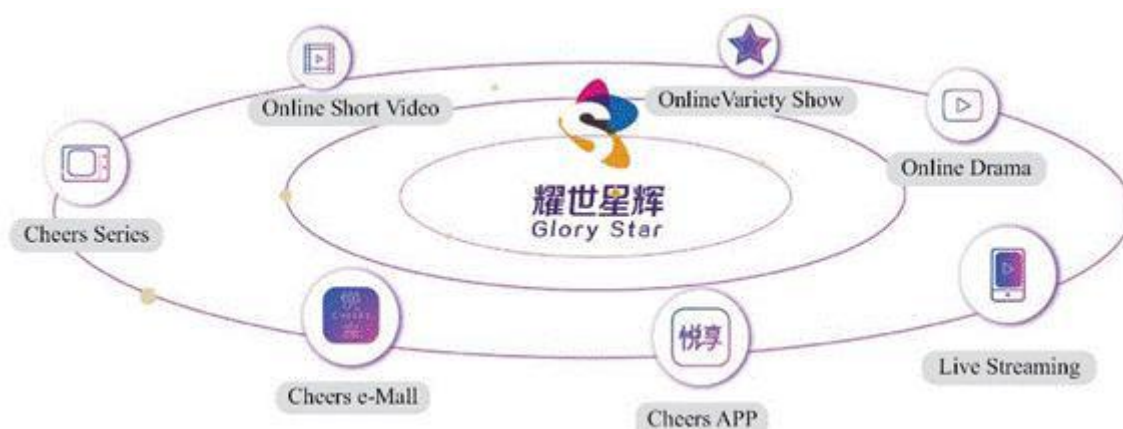 Online Short Video
OnlineVariety Show
Online Drama
Cheers Series
耀世星辉
Glory Star
Live Streaming
CHEERS
悦享
Cheers e-Mall
Cheers APP